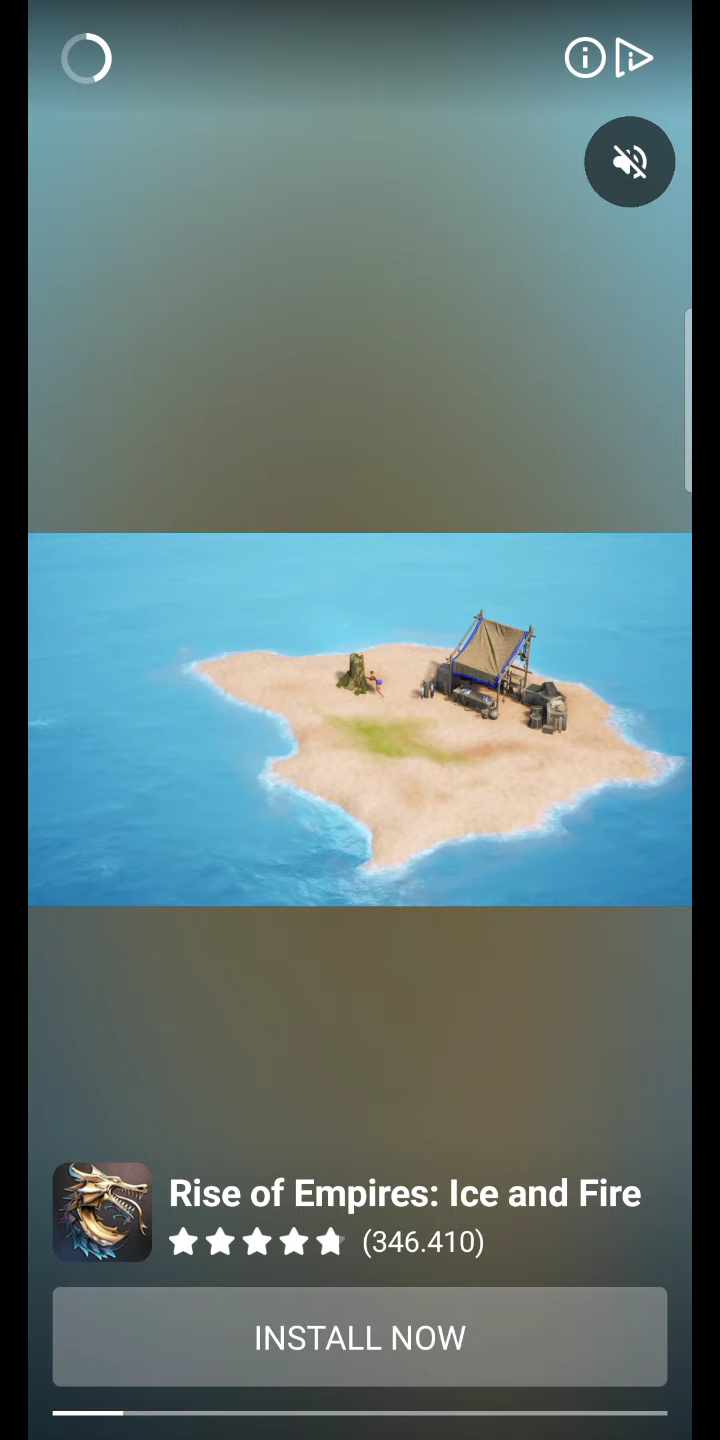 Rise of Empires: Ice and Fire
(346.410)
INSTALL NOW